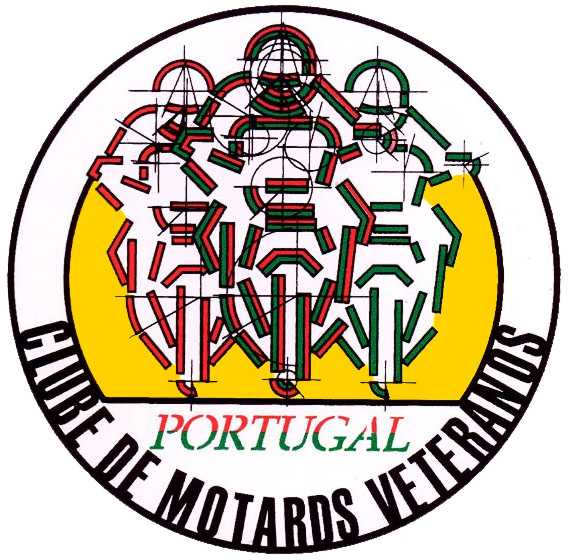 PORTUGAL
CLUBE DE MOTARDS VETERANOS